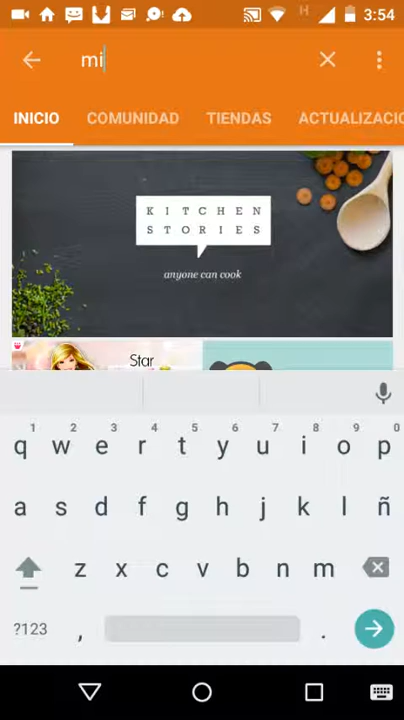 3:54
mi
INICIO COMUNIDAD TIENDAS ACTUALIZACIO
KITCHEN
STORIES
anyone can cook
Star
1 2 3 4 5 6 7 8 9 0
q w e r t y u i o p
a s d f g h j k l ñ
z x c v b n m
?123 , .